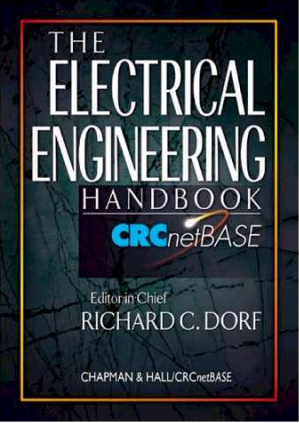 THE
ELECTRICAL
ENGINEERING
HANDBOOK
CRCnetBASE
Editor-in-Chief
RICHARD C. DORF
CHAPMAN & HALL/CRCnetBASE